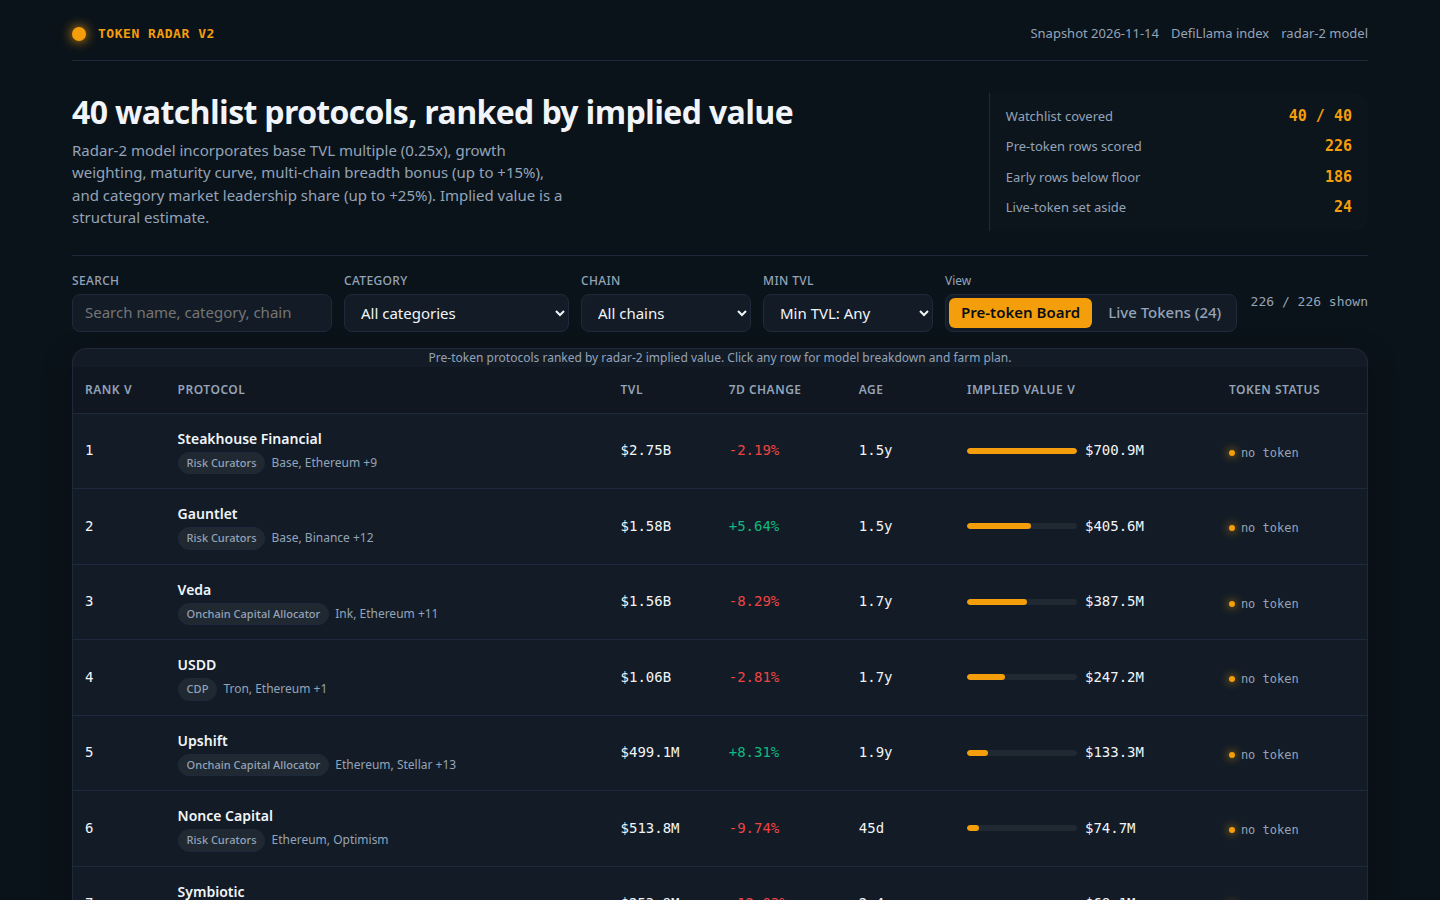 TOKEN RADAR V2
Snapshot 2026-11-14 DefiLlama index radar-2 model
40 watchlist protocols, ranked by implied value
Radar-2 model incorporates base TVL multiple (0.25x), growth
weighting, maturity curve, multi-chain breadth bonus (up to +15%),
and category market leadership share (up to +25%). Implied value is a
structural estimate.
Watchlist covered 40 / 40
Pre-token rows scored 226
Early rows below floor 186
Live-token set aside 24
SEARCH CATEGORY CHAIN MIN TVL View
Search name, category, chain All categories All chains Min TVL: Any Pre-token Board Live Tokens (24) 226 / 226 shown
Pre-token protocols ranked by radar-2 implied value. Click any row for model breakdown and farm plan.
RANK V PROTOCOL TVL 7D CHANGE AGE IMPLIED VALUE V TOKEN STATUS
Steakhouse Financial
1 $2.75B -2.19% 1.5y $700.9M no token
Risk Curators Base, Ethereum +9
Gauntlet
2 $1.58B +5.64% 1.5y $405.6M no token
Risk Curators Base, Binance +12
Veda
3 $1.56B -8.29% 1.7y $387.5M no token
Onchain Capital Allocator Ink, Ethereum +11
USDD
4 $1.06B -2.81% 1.7y $247.2M no token
CDP Tron, Ethereum +1
Upshift
5 $499.1M +8.31% 1.9y $133.3M no token
Onchain Capital Allocator Ethereum, Stellar +13
Nonce Capital
6 $513.8M -9.74% 45d $74.7M no token
Risk Curators Ethereum, Optimism
Symbiotic